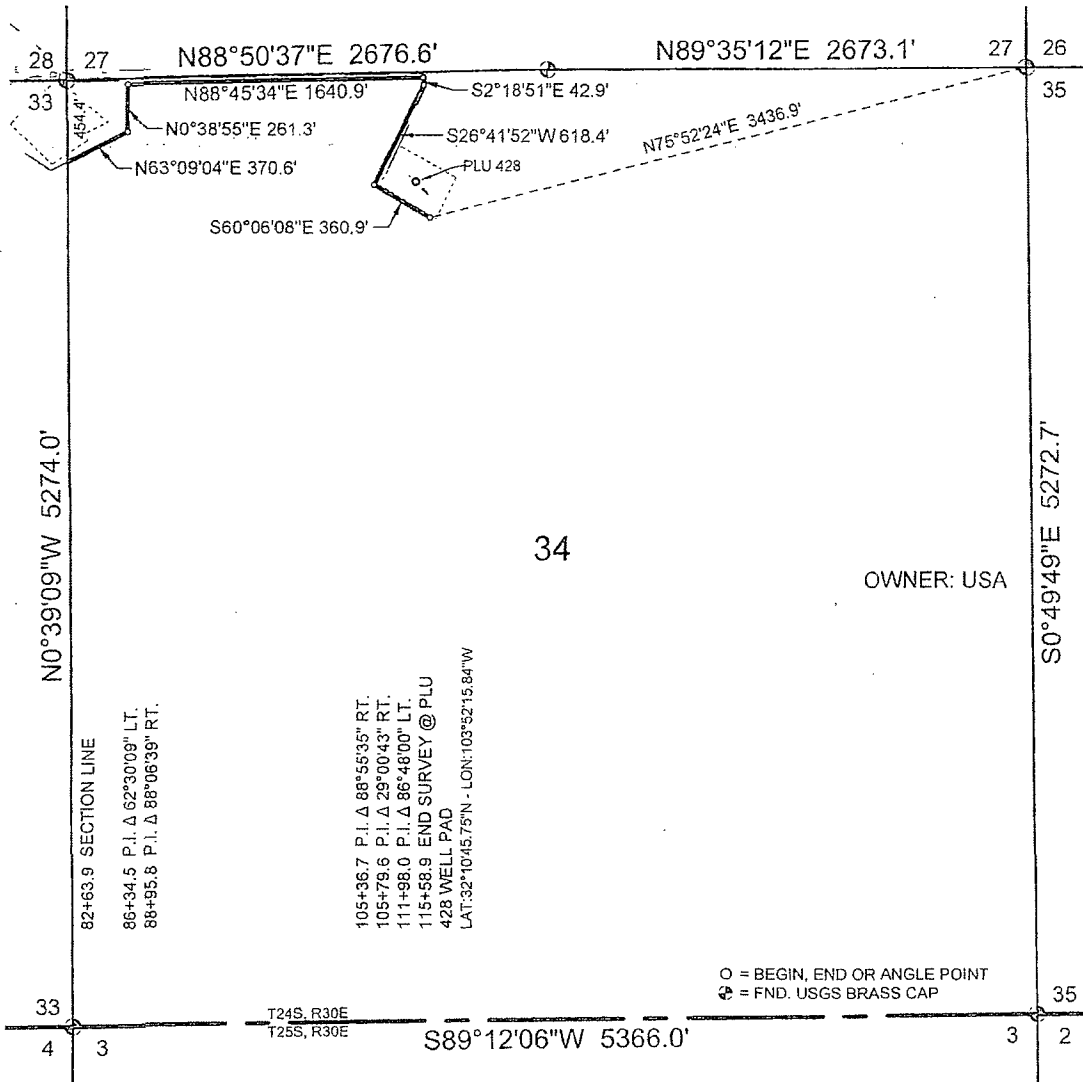 28 27
N88°50'37"E 2676.6'
N89°35'12"E 2673.1'
27 26
33
35
454.4'
N88°45'34"E 1640.9'
S2°18'51"E 42.9'
N0°38'55"E 261.3'
S26°41'52"W 618.4'
N75°52'24"E 3436.9'
N63°09'04"E 370.6'
PLU 428
S60°06'08"E 360.9'
N0°39'09"W 5274.0'
34
OWNER: USA
S0°49'49"E 5272.7'
82+63.9 SECTION LINE
86+34.5 P.I. Δ 62°30'09" LT.
88+95.8 P.I. Δ 88°06'39" RT.
105+36.7 P.I. Δ 88°55'35" RT.
105+79.6 P.I. Δ 29°00'43" RT.
111+98.0 P.I. Δ 86°48'00" LT.
115+58.9 END SURVEY @ PLU
428 WELL PAD
LAT:32°10'45.75"N - LON:103°52'15.84"W
O = BEGIN, END OR ANGLE POINT
= FND. USGS BRASS CAP
33
35
T24S, R30E
T25S, R30E
S89°12'06"W 5366.0'
4 3
3 2